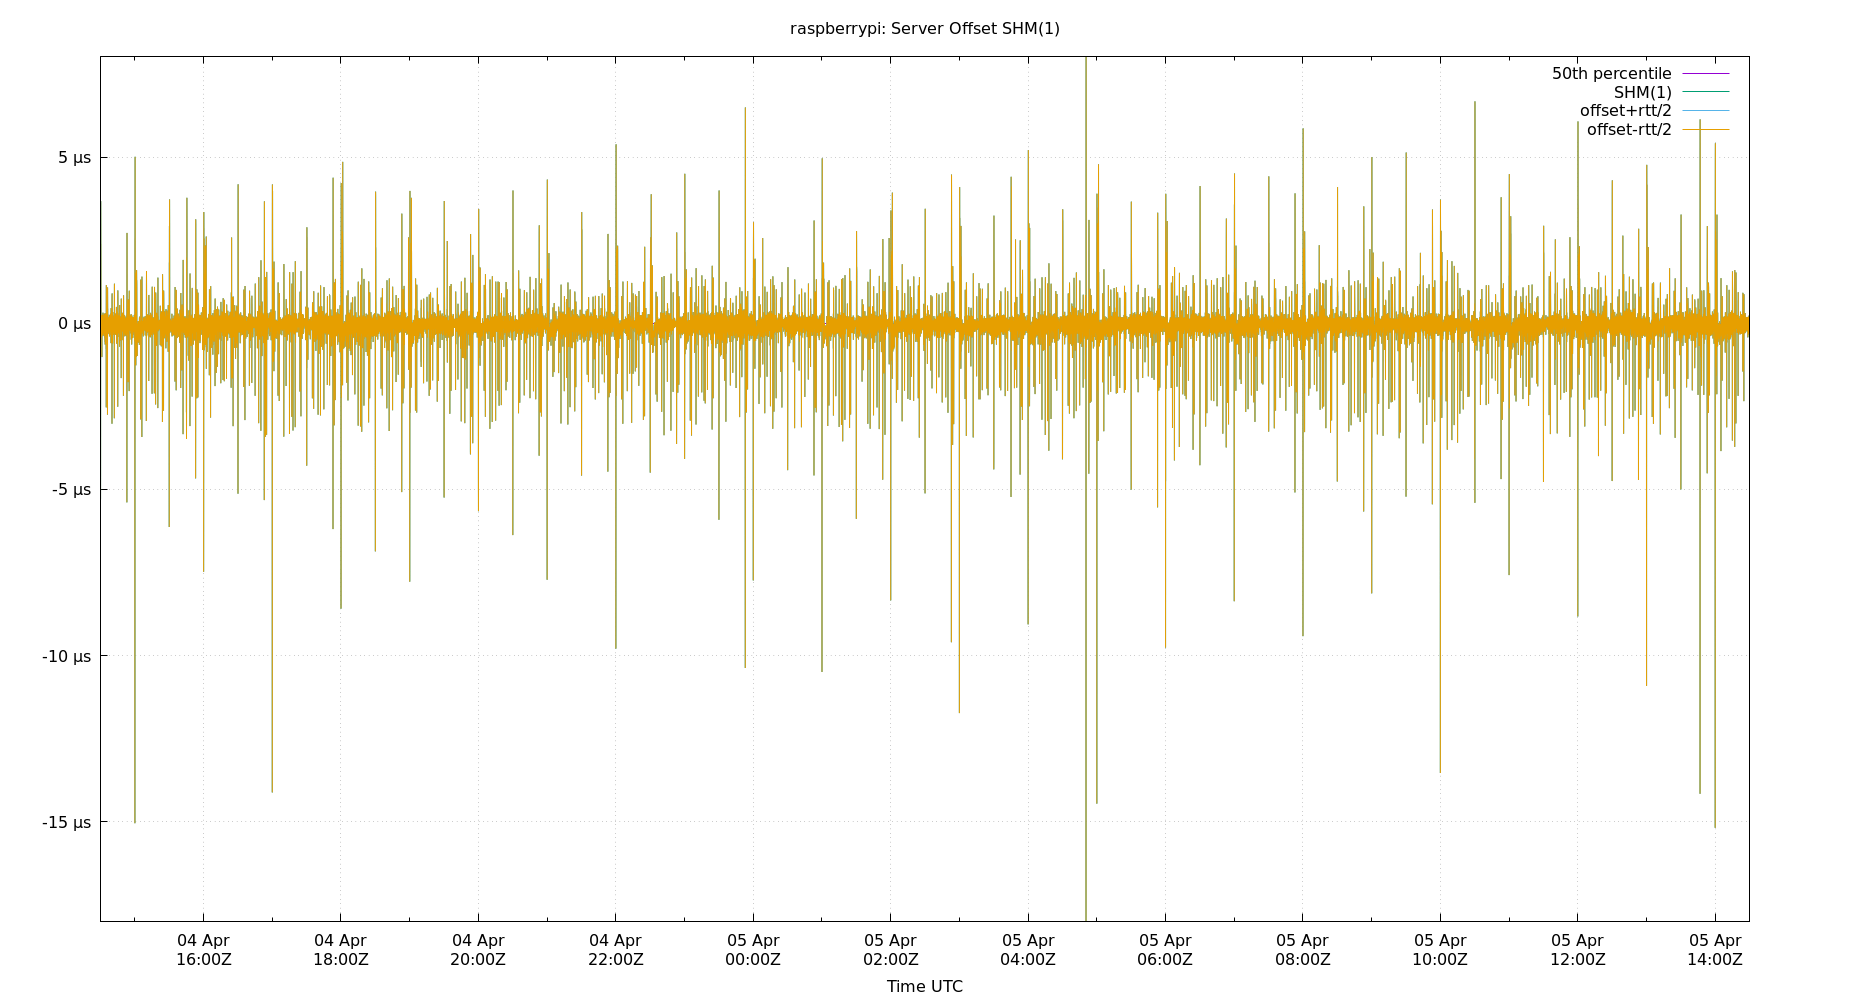 raspberrypi: Server Offset SHM(1)
50th percentile
SHM(1)
offset+rtt/2
offset-rtt/2
5 µs
0 µs
-5 µs
-10 µs
-15 µs
04 Apr 04 Apr 04 Apr 04 Apr 05 Apr 05 Apr 05 Apr 05 Apr 05 Apr 05 Apr 05 Apr 05 Apr
16:00Z 18:00Z 20:00Z 22:00Z 00:00Z 02:00Z 04:00Z 06:00Z 08:00Z 10:00Z 12:00Z 14:00Z
Time UTC